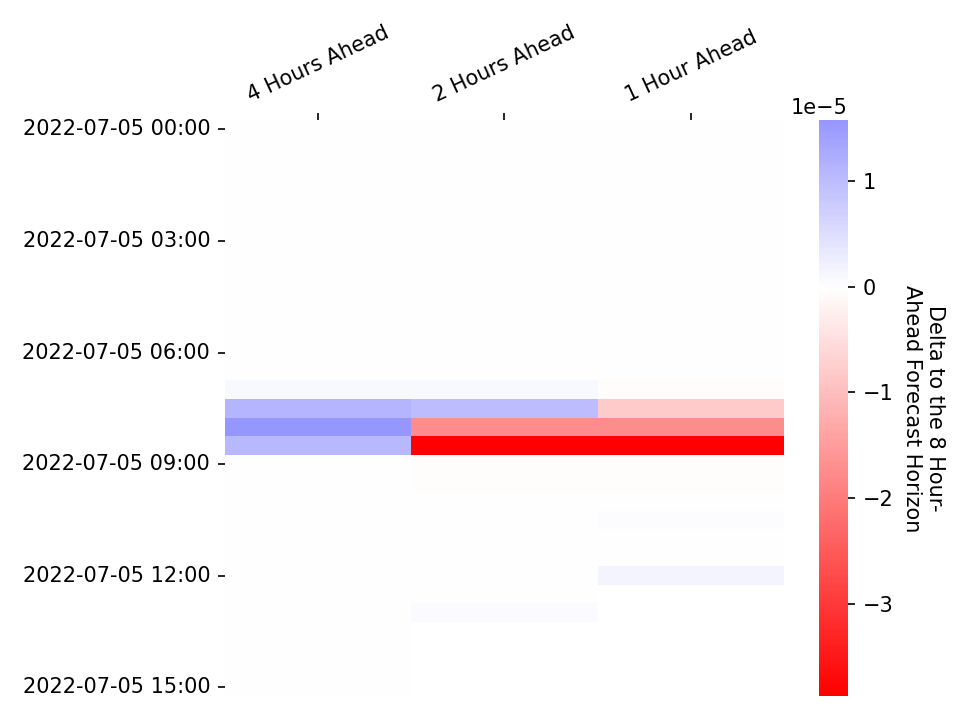 4 Hours Ahead
2 Hours Ahead
1 Hour Ahead
2022-07-05 00:00
2022-07-05 03:00
2022-07-05 06:00
2022-07-05 09:00
2022-07-05 12:00
2022-07-05 15:00
1e−5
1
0
−1
−2
−3
Delta to the 8 Hour-
Ahead Forecast Horizon